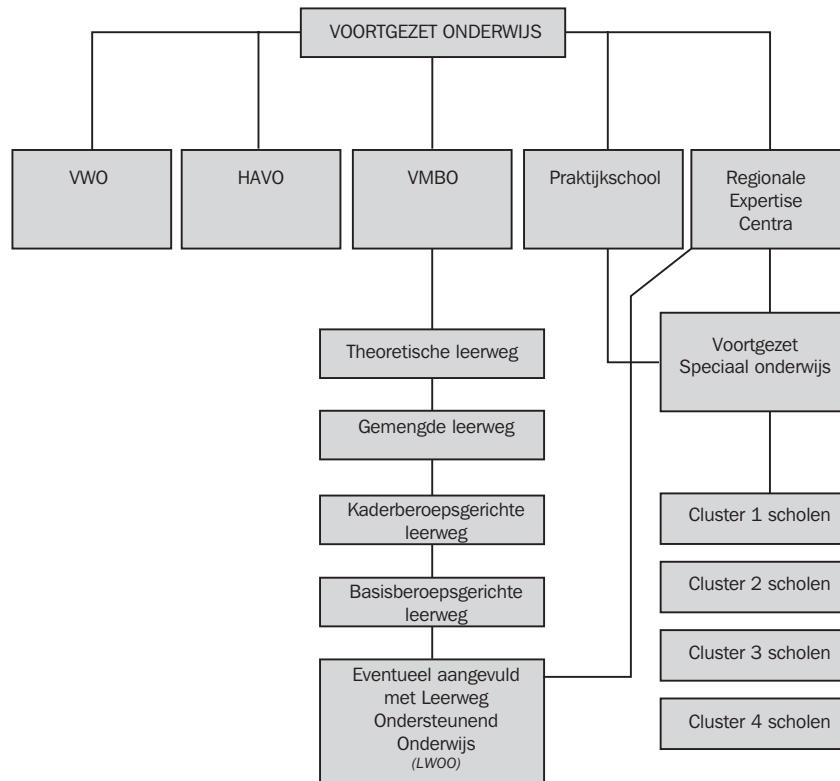 VOORTGEZET ONDERWIJS
VWO
HAVO
VMBO
Praktijkschool
Regionale
Expertise
Centra
Theoretische leerweg
Gemengde leerweg
Kaderberoepsgerichte
leerweg
Basisberoepsgerichte
leerweg
Eventueel aangevuld
met Leerweg
Ondersteunend
Onderwijs
(LWOO)
Voortgezet
Speciaal onderwijs
Cluster 1 scholen
Cluster 2 scholen
Cluster 3 scholen
Cluster 4 scholen